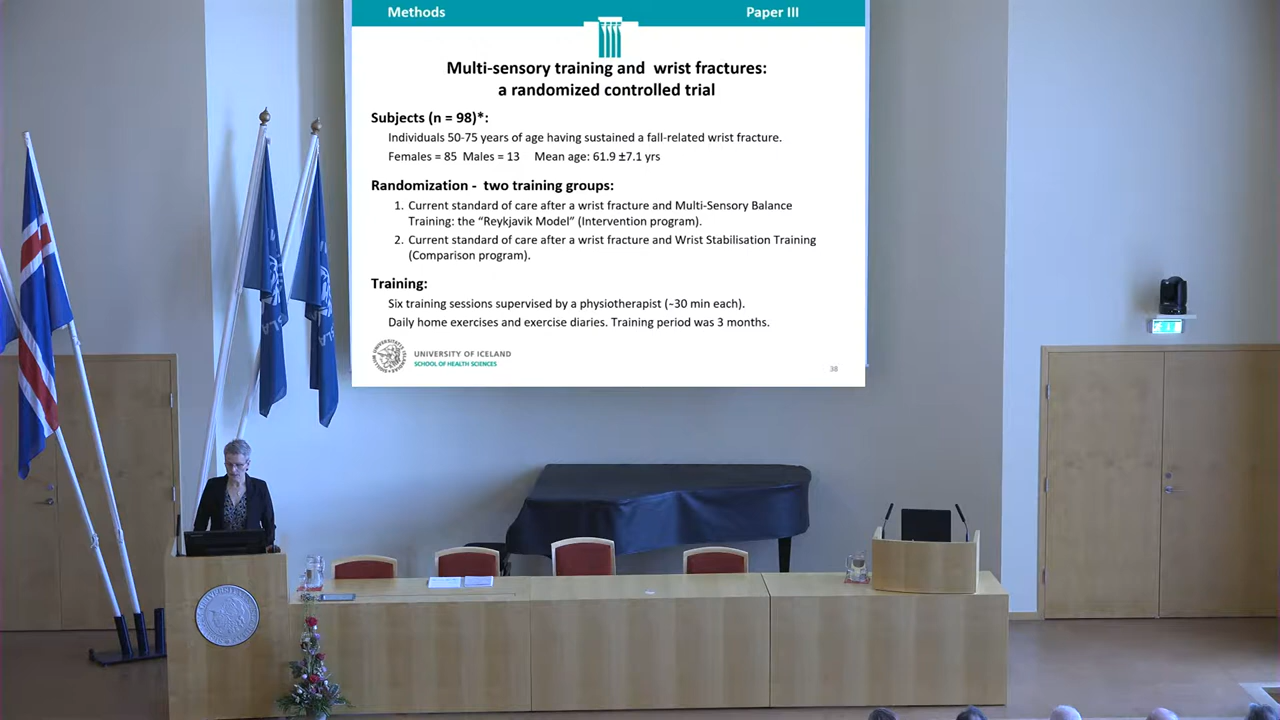 Methods
Paper III
Multi-sensory training and wrist fractures:
a randomized controlled trial
Subjects (n = 98)*:
Individuals 50-75 years of age having sustained a fall-related wrist fracture.
Females = 85 Males = 13 Mean age: 61.9 ±7.1 yrs
Randomization - two training groups:
1. Current standard of care after a wrist fracture and Multi-Sensory Balance
Training: the “Reykjavik Model” (Intervention program).
2. Current standard of care after a wrist fracture and Wrist Stabilisation Training
(Comparison program).
Training:
Six training sessions supervised by a physiotherapist (~30 min each).
Daily home exercises and exercise diaries. Training period was 3 months.
UNIVERSITY OF ICELAND
SCHOOL OF HEALTH SCIENCES
38